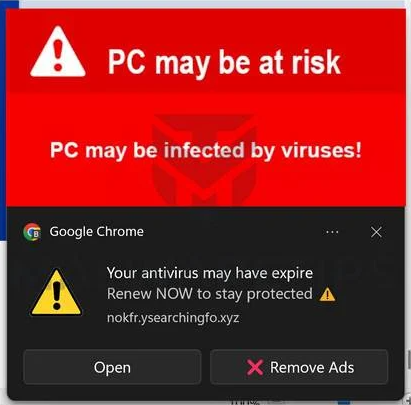 PC may be at risk
PC may be infected by viruses!
Google Chrome
Your antivirus may have expire
Renew NOW to stay protected ⚠️
nokfr.ysearchingfo.xyz
Open
❌ Remove Ads